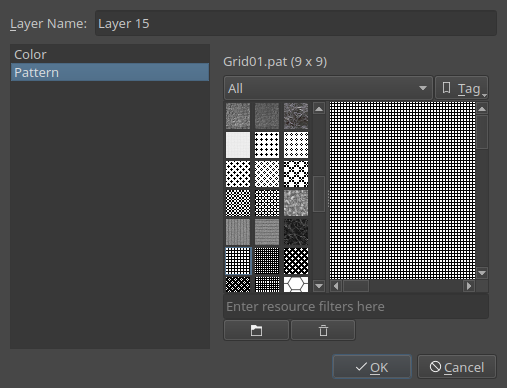 Layer Name: Layer 15
Color
Pattern
Grid01.pat (9 x 9)
All
Tag
Enter resource filters here
OK
Cancel